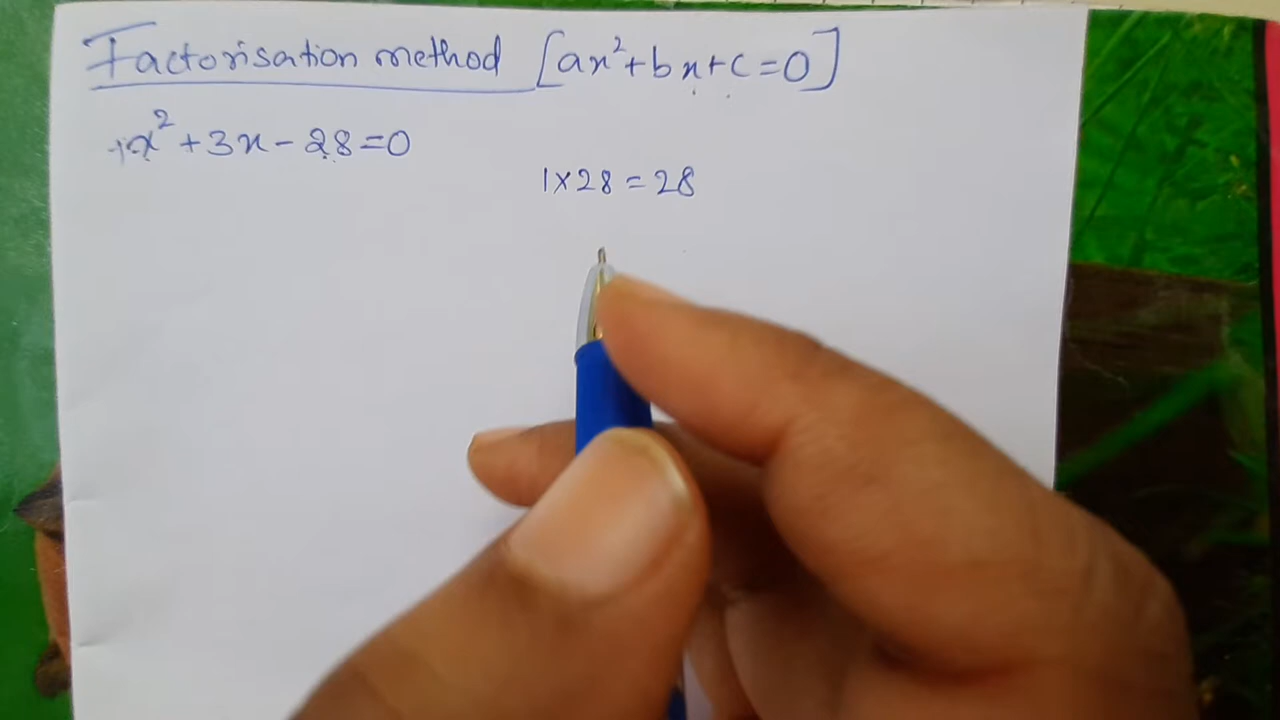 Factorisation method [ax²+bx+c=0]
1x²+3x-28=0
1×28=28